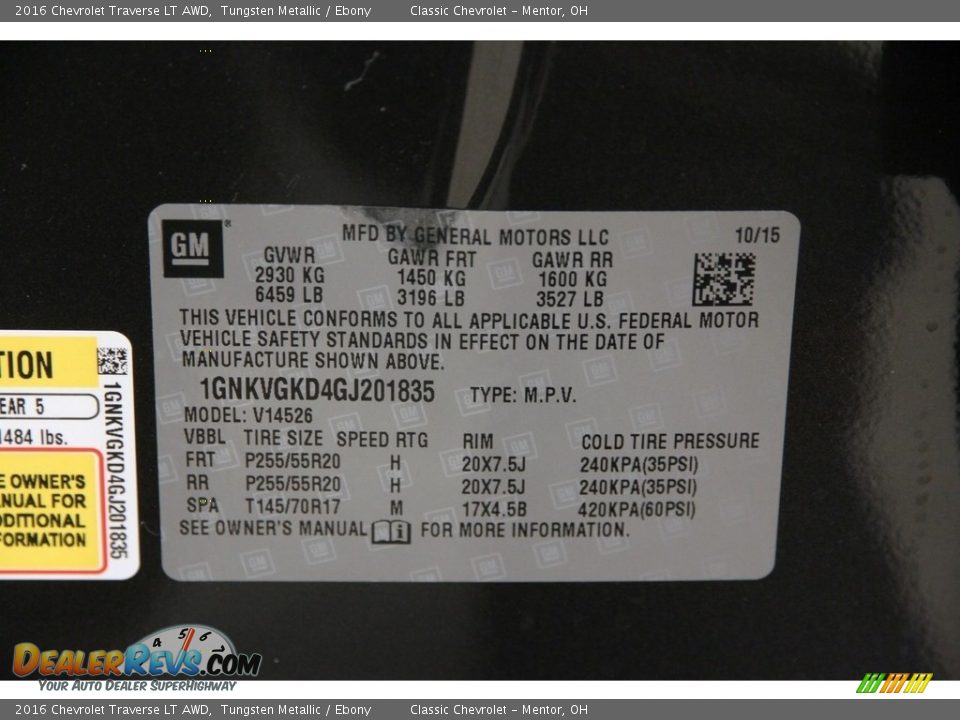 2016 Chevrolet Traverse LT AWD,  Tungsten Metallic / Ebony        Classic Chevrolet – Mentor, OH
GM®
MFD BY GENERAL MOTORS LLC 10/15
GVWR GAWR FRT GAWR RR
2930 KG 1450 KG 1600 KG
6459 LB 3196 LB 3527 LB
THIS VEHICLE CONFORMS TO ALL APPLICABLE U.S. FEDERAL MOTOR
VEHICLE SAFETY STANDARDS IN EFFECT ON THE DATE OF
MANUFACTURE SHOWN ABOVE.
1GNKVGKD4GJ201835 TYPE: M.P.V.
MODEL: V14526
VBBL TIRE SIZE SPEED RTG RIM COLD TIRE PRESSURE
FRT P255/55R20 H 20X7.5J 240KPA(35PSI)
RR P255/55R20 H 20X7.5J 240KPA(35PSI)
SPA T145/70R17 M 17X4.5B 420KPA(60PSI)
SEE OWNER'S MANUAL i FOR MORE INFORMATION.
TION
EAR 5
1484 lbs.
E OWNER'S
ANUAL FOR
DDITIONAL
FORMATION
1GNKVGKD4GJ201835
4 5 6
DealerRevs.com
Your Auto Dealer SuperHighway
2016 Chevrolet Traverse LT AWD,  Tungsten Metallic / Ebony        Classic Chevrolet – Mentor, OH